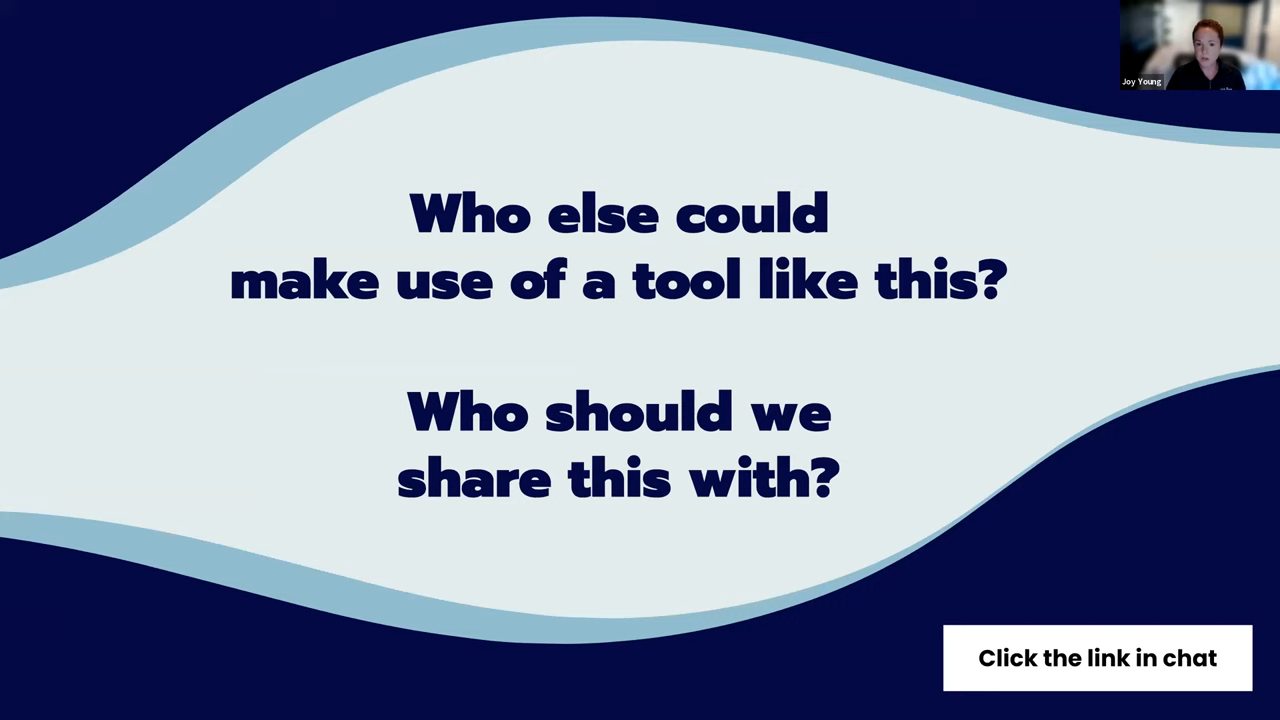 Joy Young
Who else could
make use of a tool like this?
Who should we
share this with?
Click the link in chat